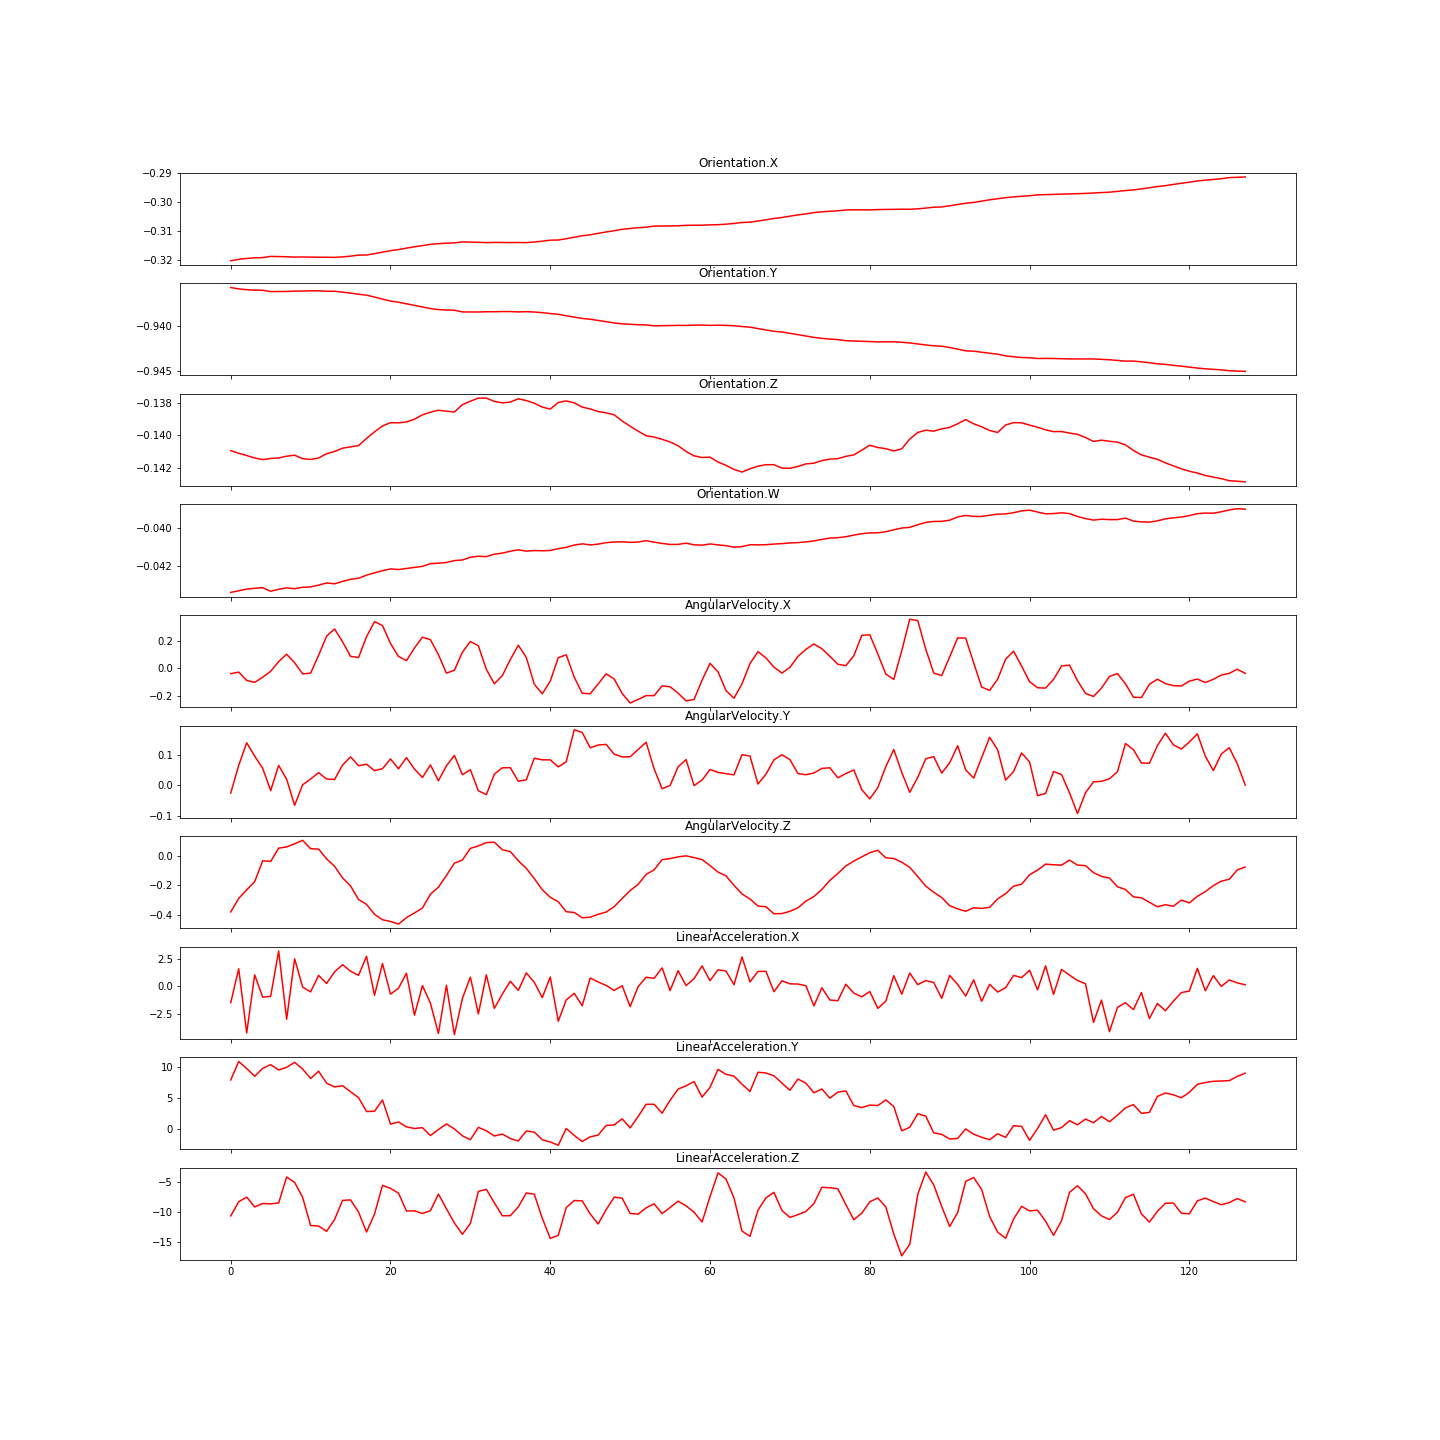 Orientation.X
−0.29
−0.30
−0.31
−0.32
Orientation.Y
−0.940
−0.945
Orientation.Z
−0.138
−0.140
−0.142
Orientation.W
−0.040
−0.042
AngularVelocity.X
0.2
0.0
−0.2
AngularVelocity.Y
0.1
0.0
−0.1
AngularVelocity.Z
0.0
−0.2
−0.4
LinearAcceleration.X
2.5
0.0
−2.5
LinearAcceleration.Y
10
5
0
LinearAcceleration.Z
−5
−10
−15
0 20 40 60 80 100 120